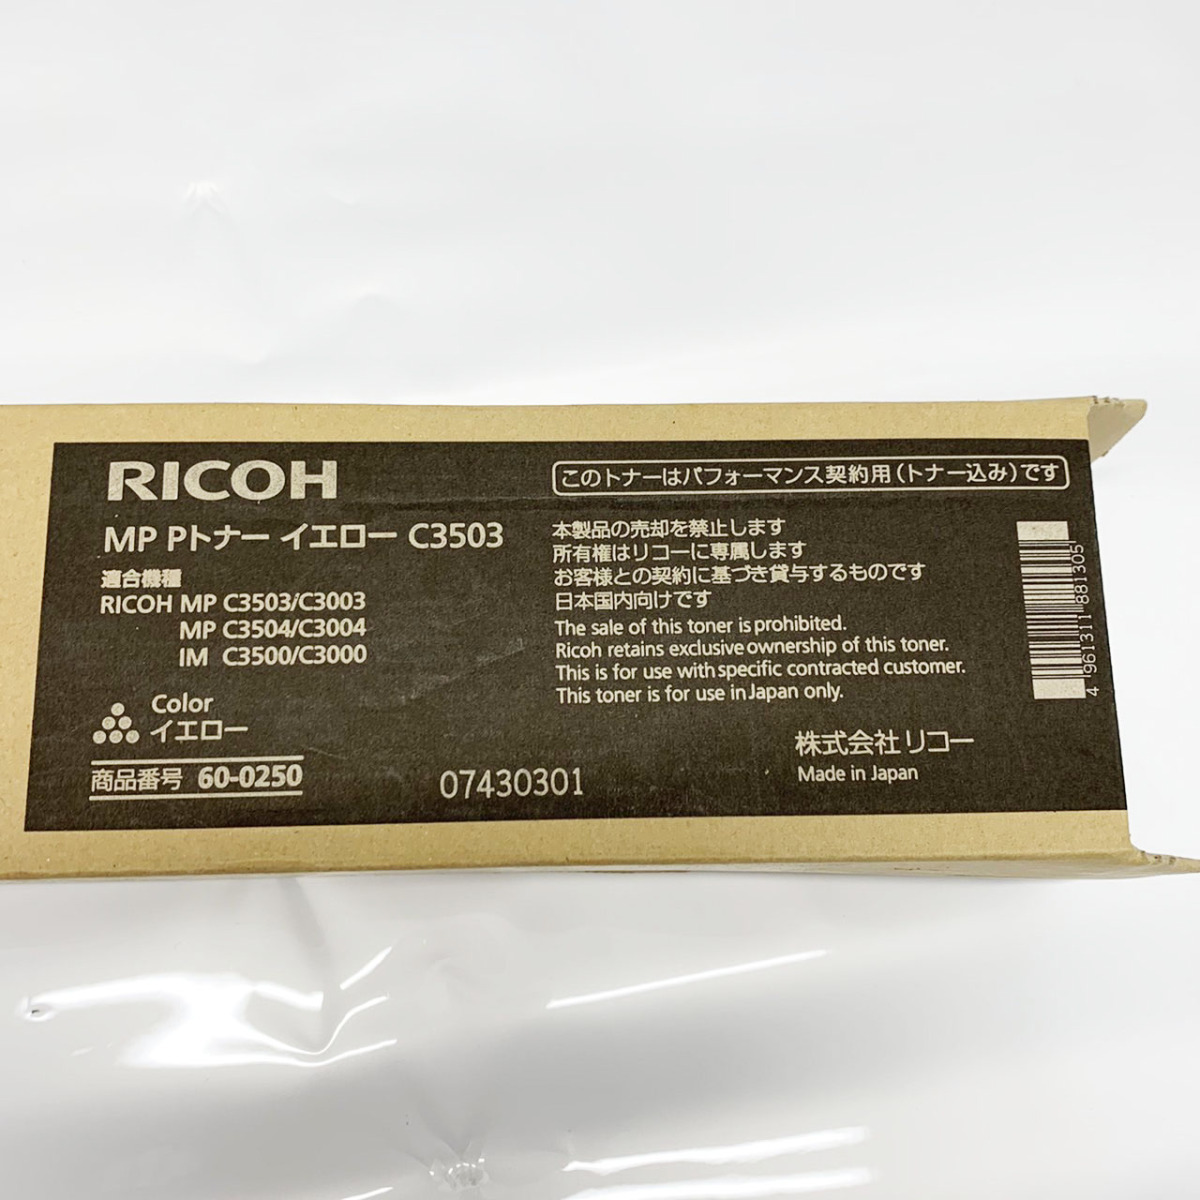 RICOH
MP Pトナー イエロー C3503
適合機種
RICOH MP C3503/C3003
MP C3504/C3004
IM C3500/C3000
Color
イエロー
商品番号 60-0250
07430301
このトナーはパフォーマンス契約用(トナー込み)です
本製品の売却を禁止します
所有権はリコーに専属します
お客様との契約に基づき貸与するものです
日本国内向けです
The sale of this toner is prohibited.
Ricoh retains exclusive ownership of this toner.
This is for use with specific contracted customer.
This toner is for use in Japan only.
株式会社リコー
Made in Japan
4 961311 881305